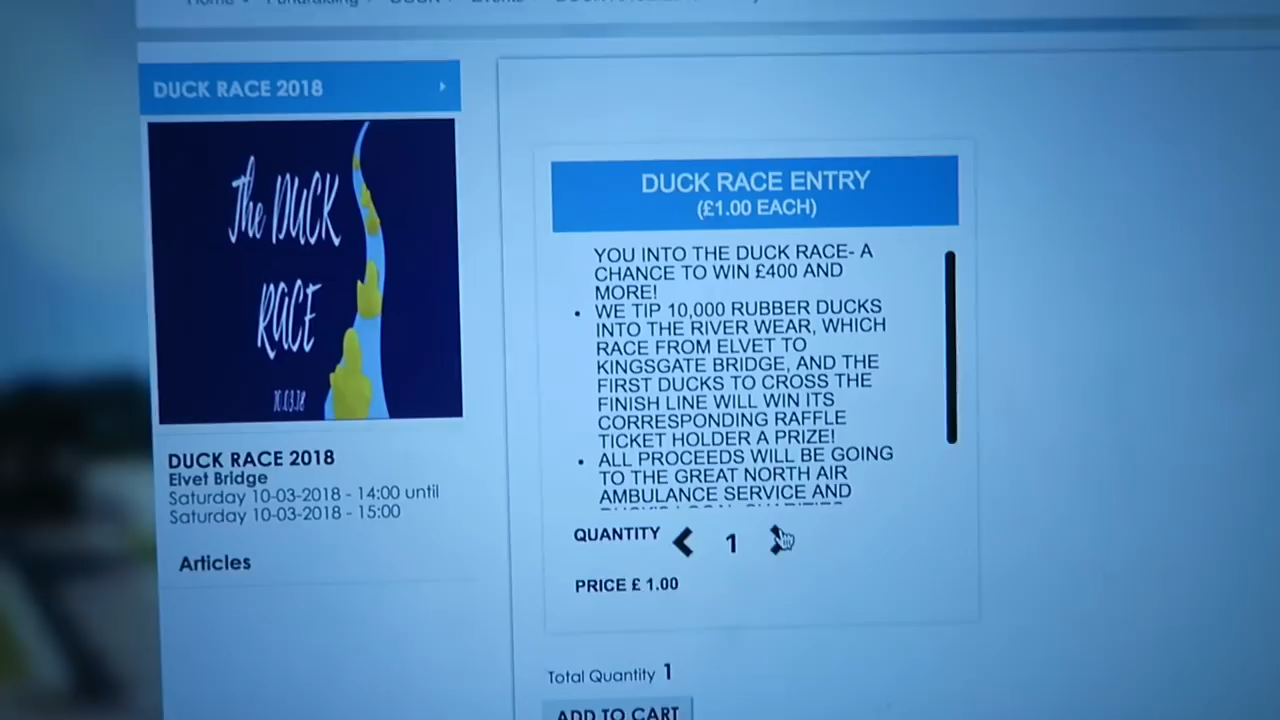 DUCK RACE 2018
The DUCK
RACE
10.03.18
DUCK RACE 2018
Elvet Bridge
Saturday 10-03-2018 - 14:00 until
Saturday 10-03-2018 - 15:00
Articles
DUCK RACE ENTRY
(£1.00 EACH)
YOU INTO THE DUCK RACE- A
CHANCE TO WIN £400 AND
MORE!
• WE TIP 10,000 RUBBER DUCKS
INTO THE RIVER WEAR, WHICH
RACE FROM ELVET TO
KINGSGATE BRIDGE, AND THE
FIRST DUCKS TO CROSS THE
FINISH LINE WILL WIN ITS
CORRESPONDING RAFFLE
TICKET HOLDER A PRIZE!
• ALL PROCEEDS WILL BE GOING
TO THE GREAT NORTH AIR
AMBULANCE SERVICE AND
QUANTITY 1
PRICE £ 1.00
Total Quantity 1
ADD TO CART